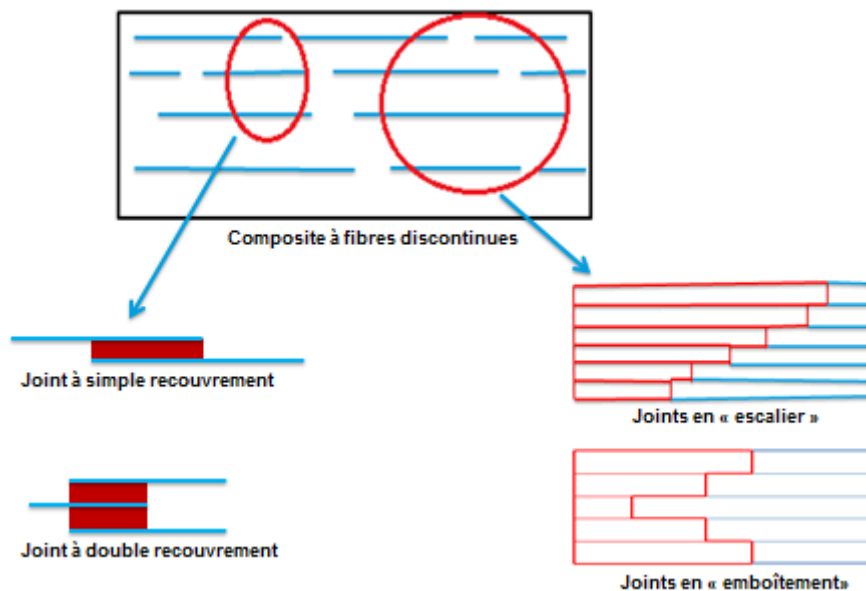 Composite à fibres discontinues
Joint à simple recouvrement
Joints en « escalier »
Joint à double recouvrement
Joints en « emboîtement»